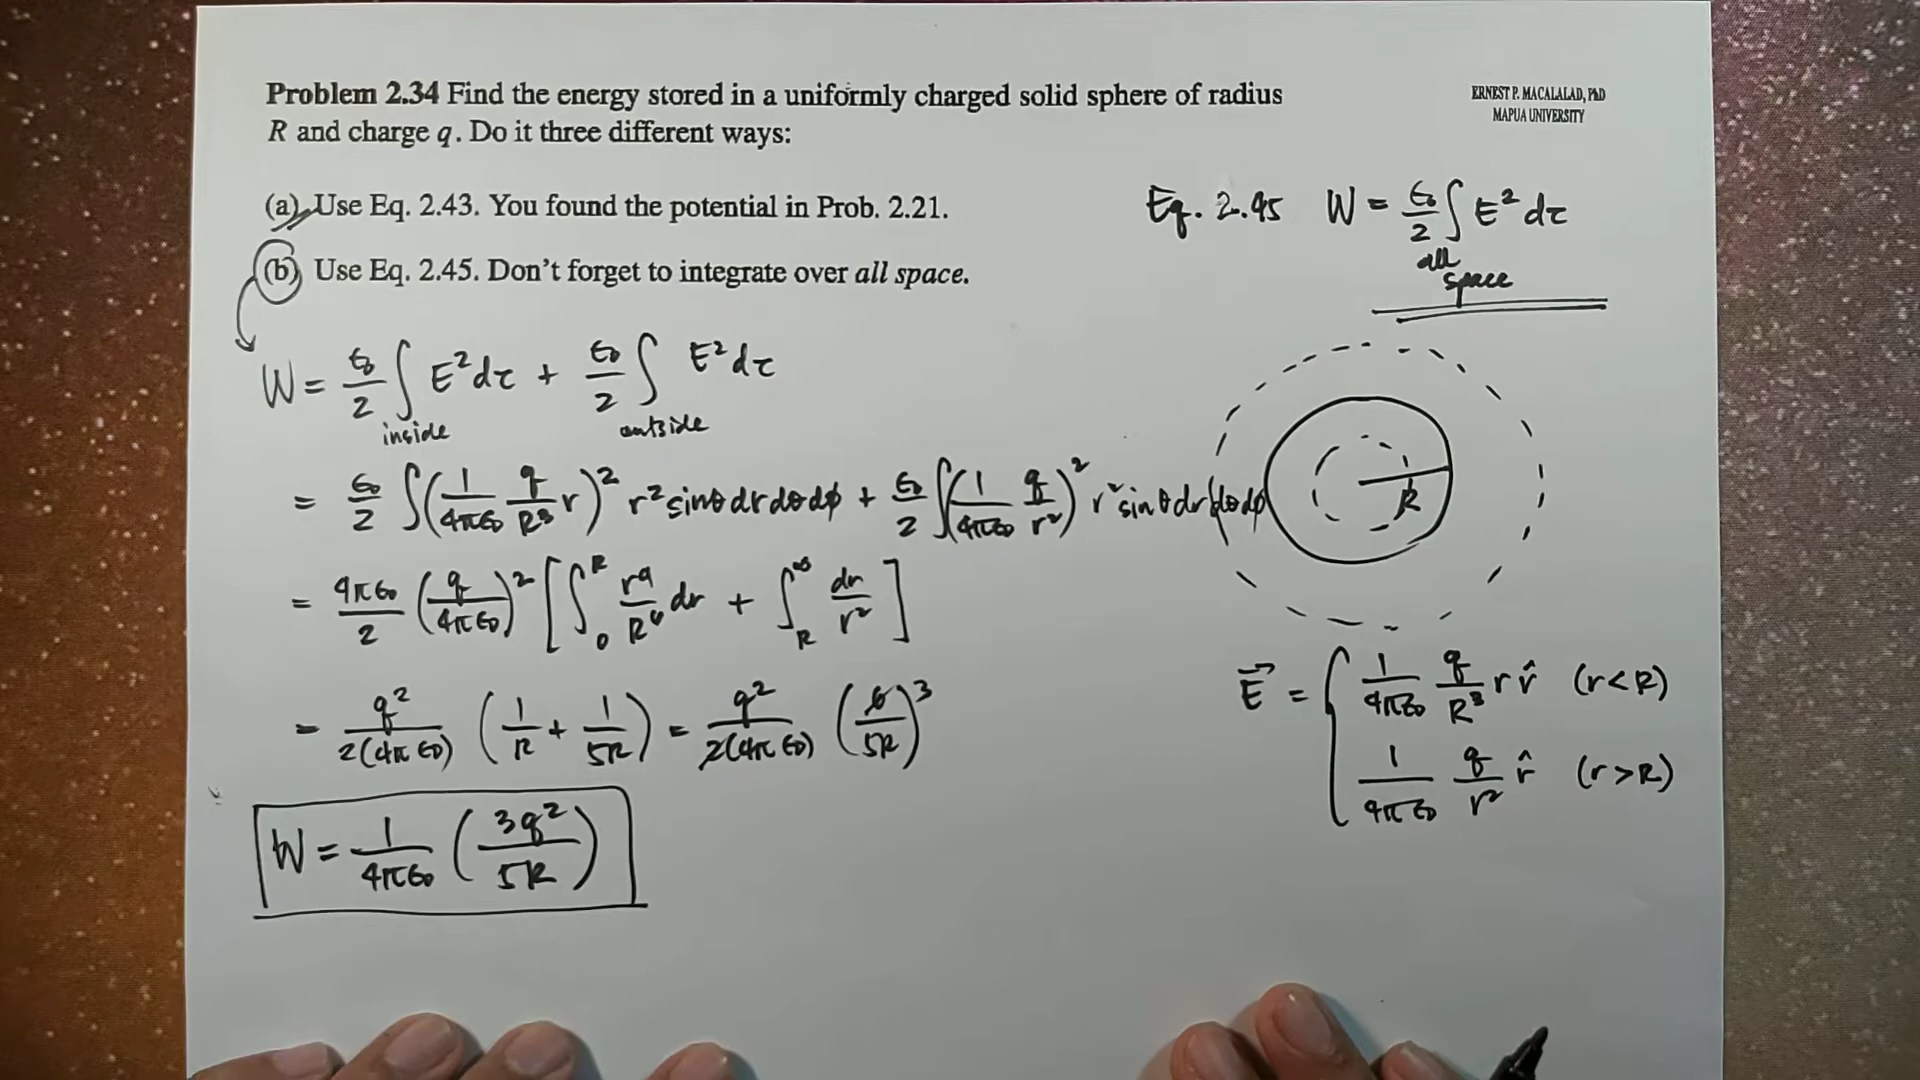 Problem 2.34 Find the energy stored in a uniformly charged solid sphere of radius
R and charge q. Do it three different ways:
ERNEST P. MACALALAD, PhD
MAPUA UNIVERSITY
(a) Use Eq. 2.43. You found the potential in Prob. 2.21.
Eq. 2.45 W = ε₀/2 ∫ E² dτ
all
space
(b) Use Eq. 2.45. Don't forget to integrate over all space.
W = ε₀/2 ∫ E² dτ + ε₀/2 ∫ E² dτ
inside outside
= ε₀/2 ∫ (1/4πε₀ q/R³ r)² r² sinθ dr dθ dφ + ε₀/2 ∫ (1/4πε₀ q/r²)² r² sinθ dr dθ dφ
R
= 4πε₀/2 (q/4πε₀)² [∫₀ᴿ r⁴/R⁶ dr + ∫_R^∞ dr/r²]
E⃗ = { 1/4πε₀ q/R³ r r̂ (r<R)
1/4πε₀ q/r² r̂ (r>R)
= q²/2(4πε₀) (1/R + 1/5R) = q²/2(4πε₀) (6/5R) 3
W = 1/4πε₀ (3q²/5R)